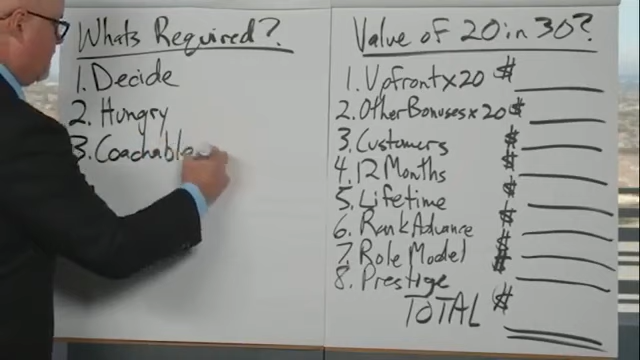 Whats Required?
1. Decide
2. Hungry
3. Coachable
Value of 20 in 30?
1. Upfront x 20 $
2. Other Bonuses x 20 $
3. Customers $
4. 12 Months $
5. Lifetime $
6. Rank Advance $
7. Role Model $
8. Prestige $
TOTAL $